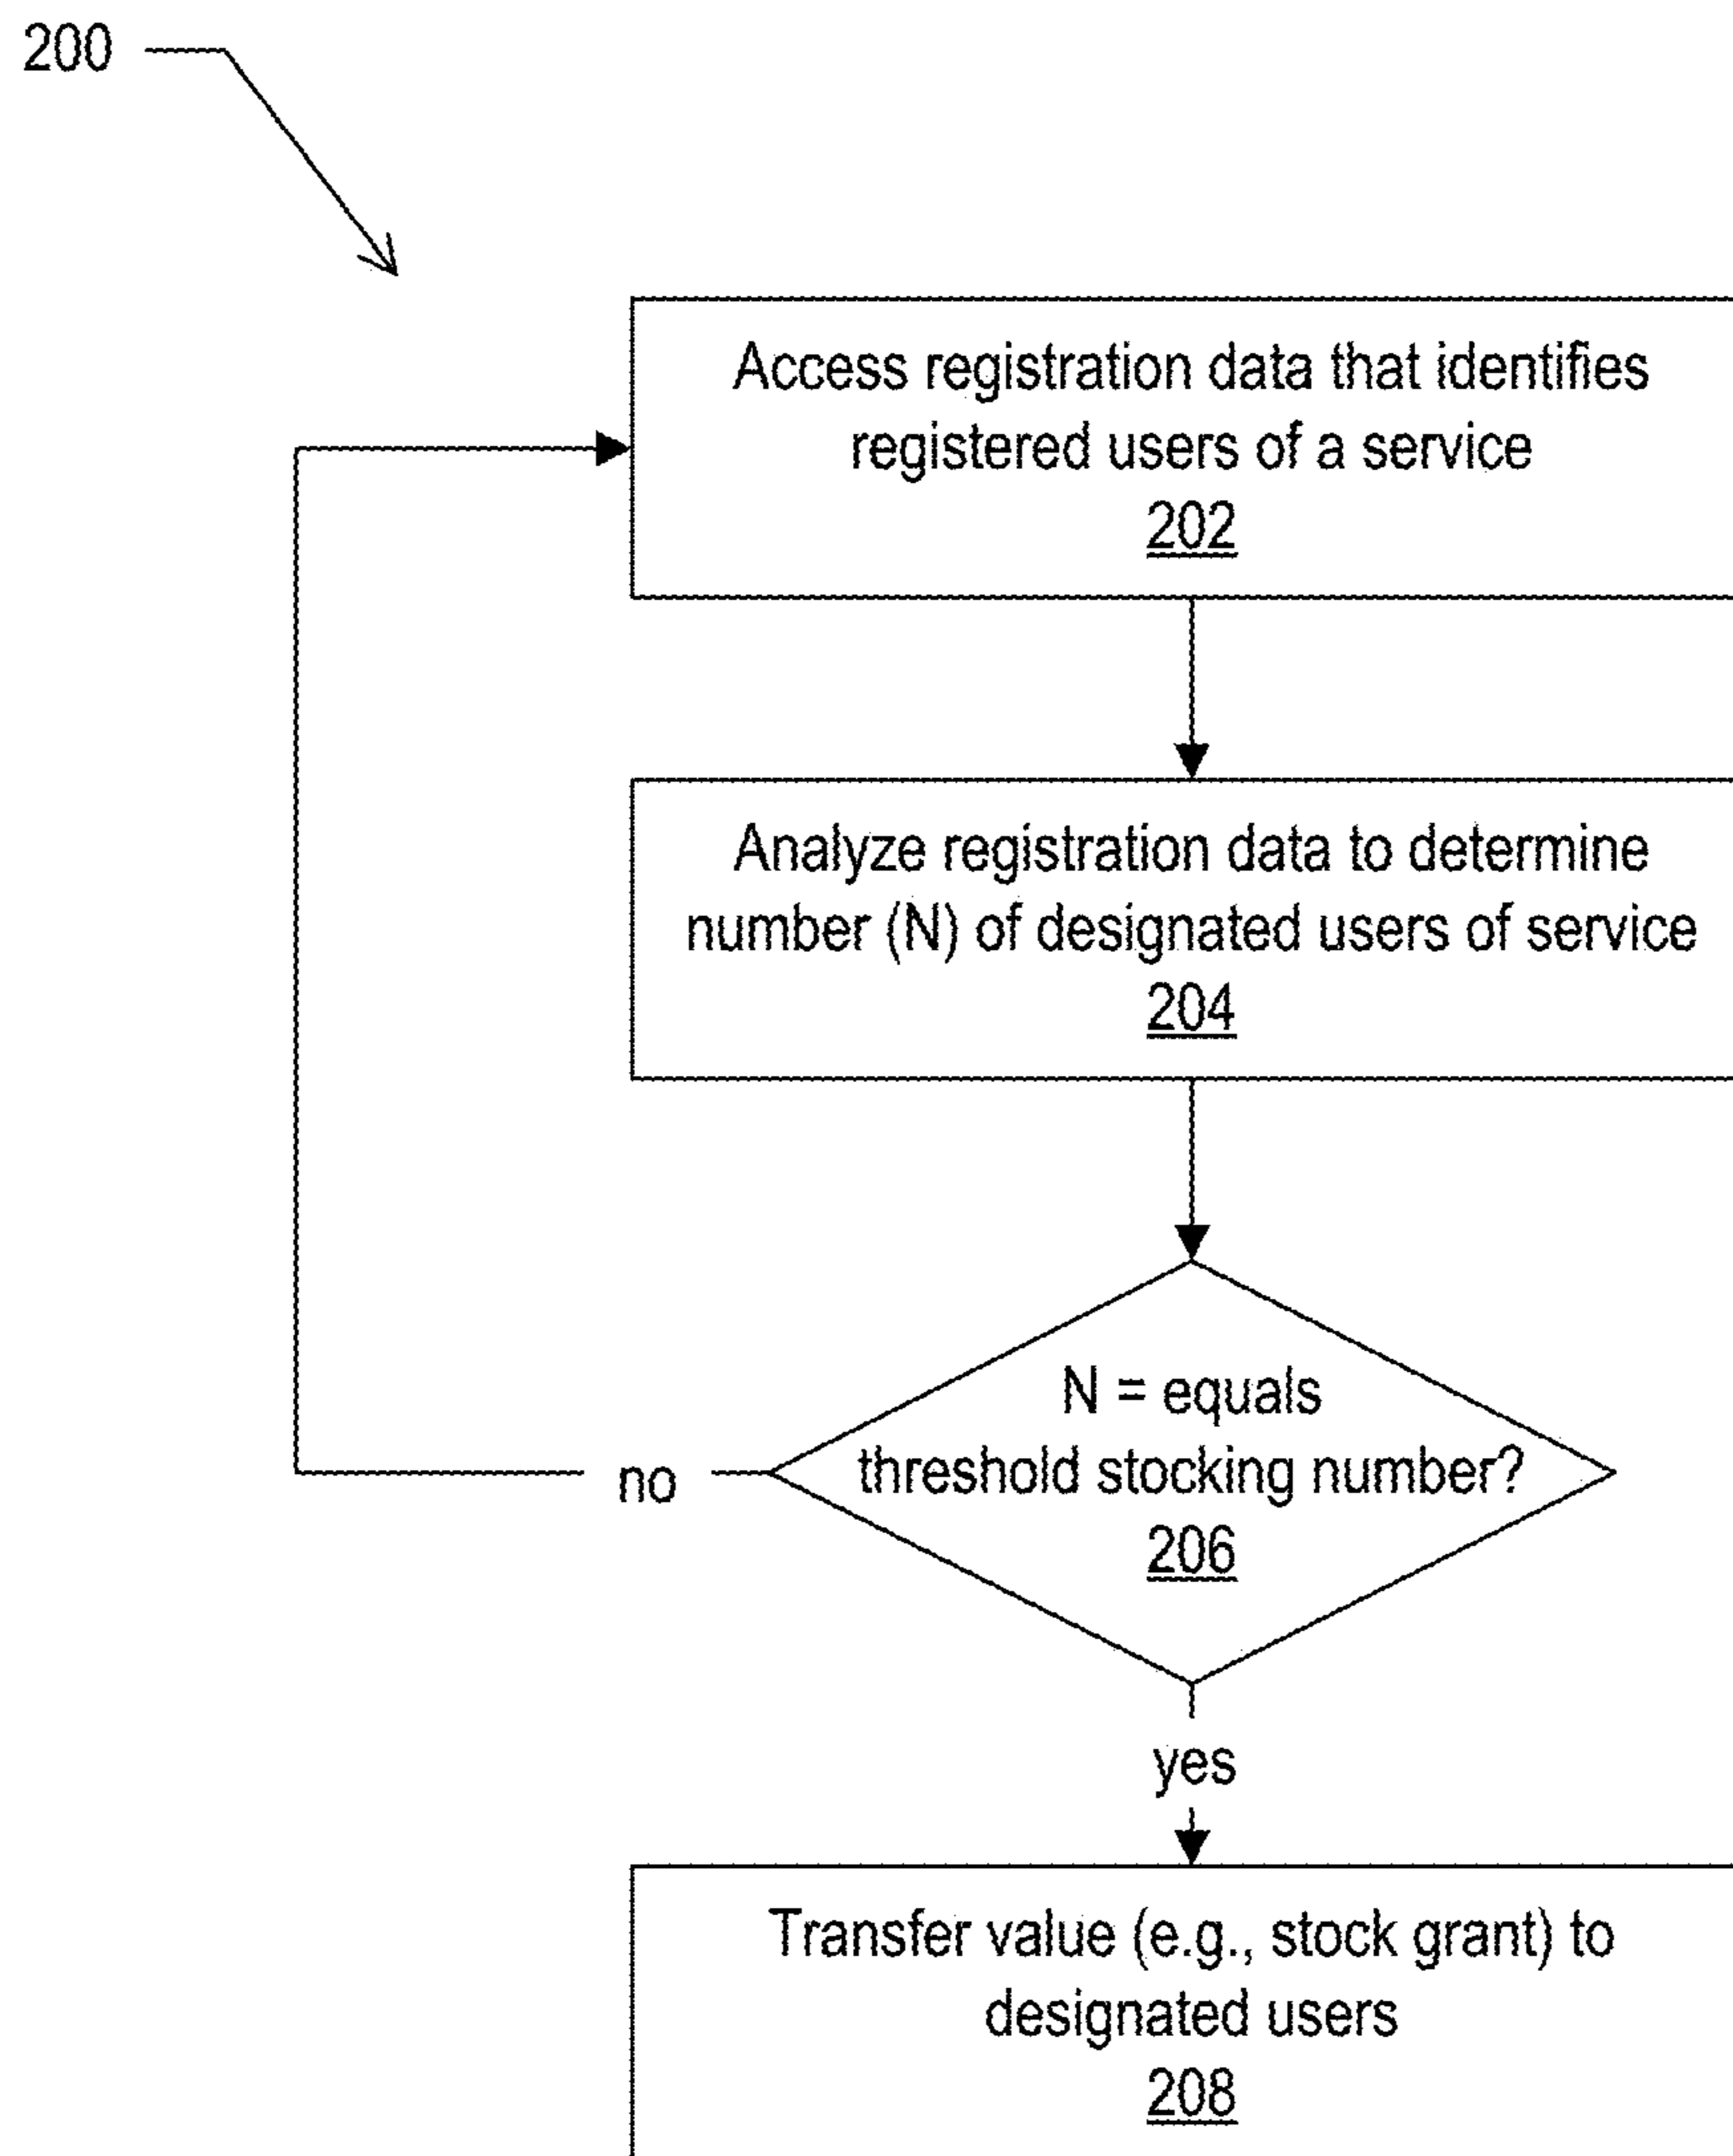 200
Access registration data that identifies
registered users of a service
202
Analyze registration data to determine
number (N) of designated users of service
204
N = equals
threshold stocking number?
206
no
yes
Transfer value (e.g., stock grant) to
designated users
208